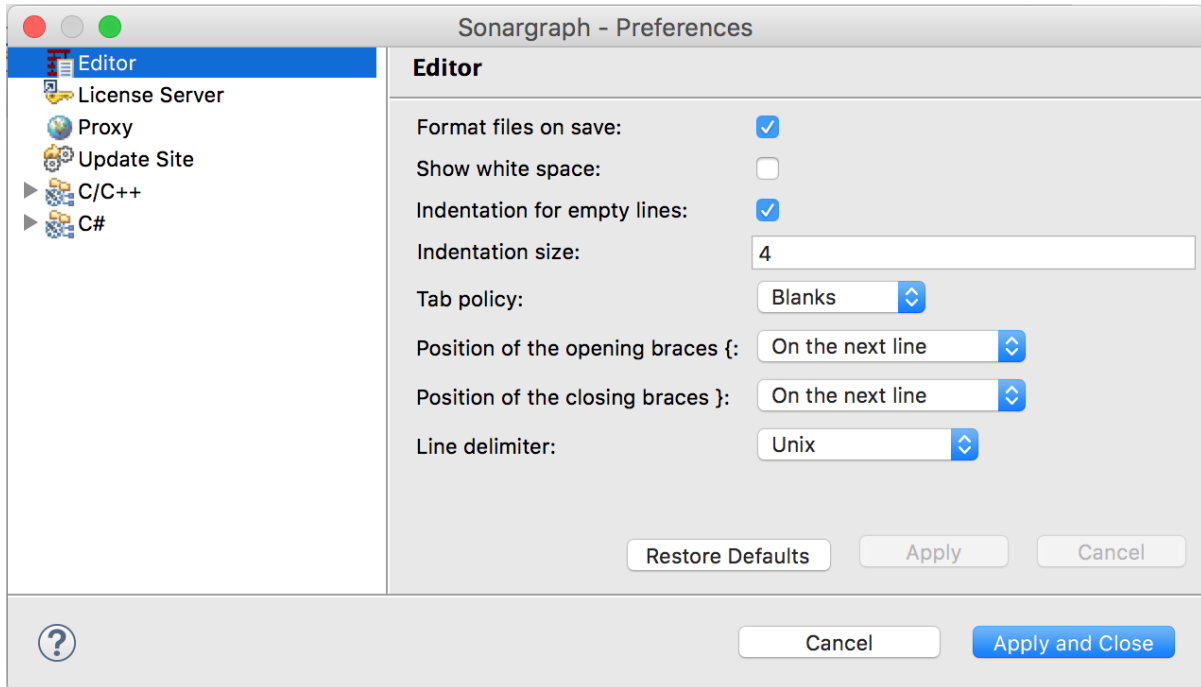 Sonargraph - Preferences
Editor
License Server
Proxy
Update Site
C/C++
C#
Editor
Format files on save:
Show white space:
Indentation for empty lines:
Indentation size: 4
Tab policy: Blanks
Position of the opening braces {: On the next line
Position of the closing braces }: On the next line
Line delimiter: Unix
Restore Defaults Apply Cancel
? Cancel Apply and Close